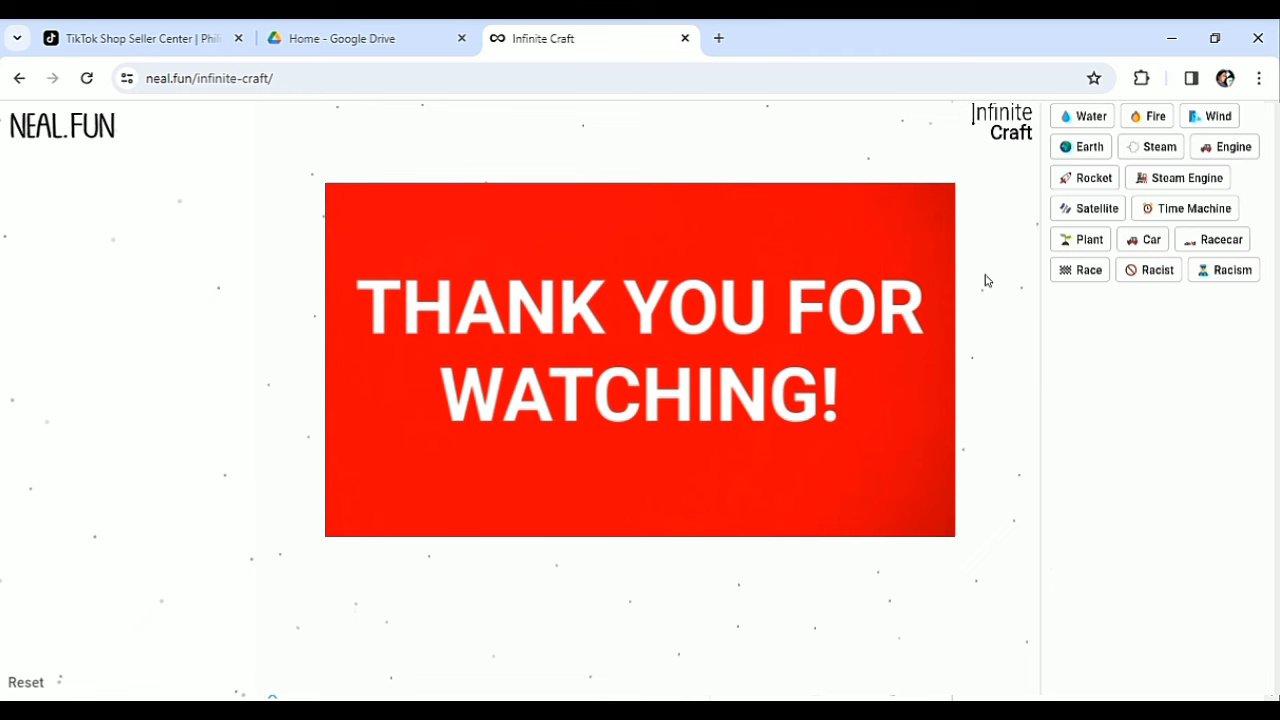 TikTok Shop Seller Center | Phili
Home - Google Drive
Infinite Craft
neal.fun/infinite-craft/
NEAL.FUN
Infinite
Craft
Water
Fire
Wind
Earth
Steam
Engine
Rocket
Steam Engine
Satellite
Time Machine
Plant
Car
Racecar
Race
Racist
Racism
THANK YOU FOR
WATCHING!
Reset